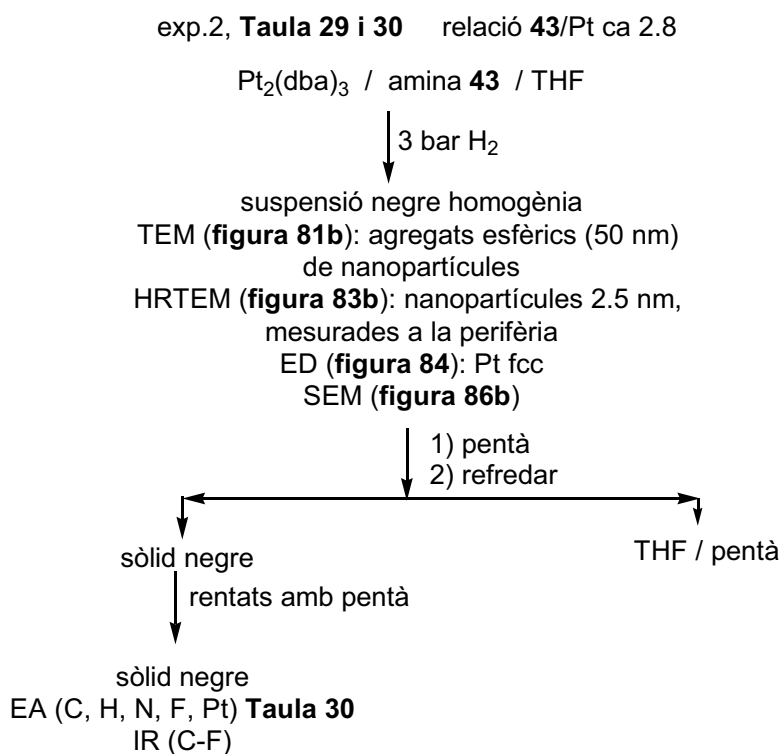 exp.2, Taula 29 i 30 relació 43/Pt ca 2.8
Pt2(dba)3 / amina 43 / THF
3 bar H2
suspensió negre homogènia
TEM (figura 81b): agregats esfèrics (50 nm)
de nanopartícules
HRTEM (figura 83b): nanopartícules 2.5 nm,
mesurades a la perifèria
ED (figura 84): Pt fcc
SEM (figura 86b)
1) pentà
2) refredar
sòlid negre
THF / pentà
rentats amb pentà
sòlid negre
EA (C, H, N, F, Pt) Taula 30
IR (C-F)